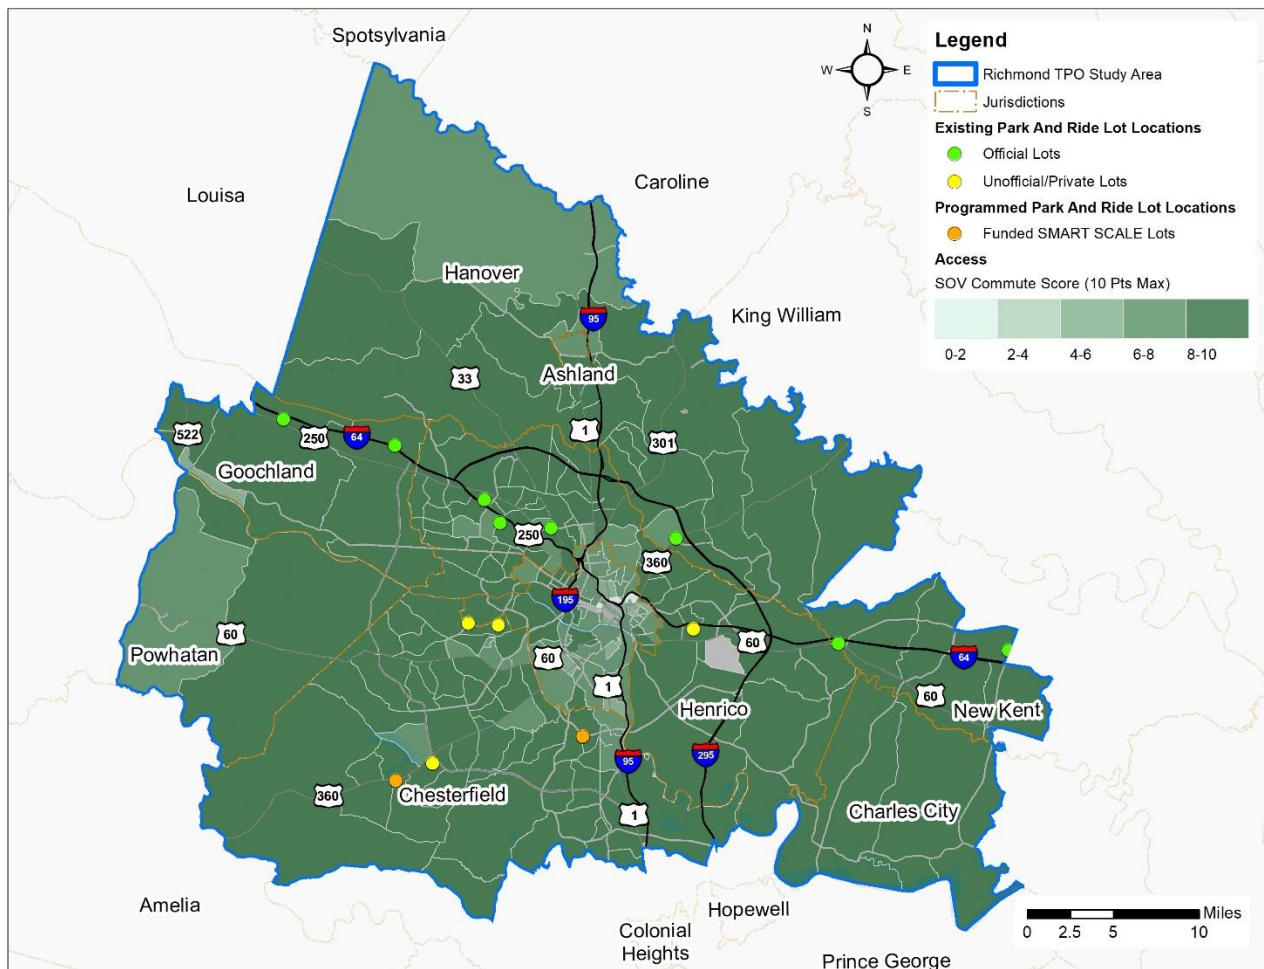 Spotsylvania
N
W
E
S
Legend
Richmond TPO Study Area
Jurisdictions
Existing Park And Ride Lot Locations
Official Lots
Unofficial/Private Lots
Programmed Park And Ride Lot Locations
Funded SMART SCALE Lots
Access
SOV Commute Score (10 Pts Max)
0-2 2-4 4-6 6-8 8-10
Louisa
Caroline
Hanover
King William
95
33
Ashland
522
250
64
1
301
Goochland
250
360
195
60
Powhatan
60
60
1
Henrico
64
60
New Kent
95
295
360
Chesterfield
1
Charles City
Amelia
Hopewell
Colonial
Heights
Prince George
Miles
0 2.5 5 10